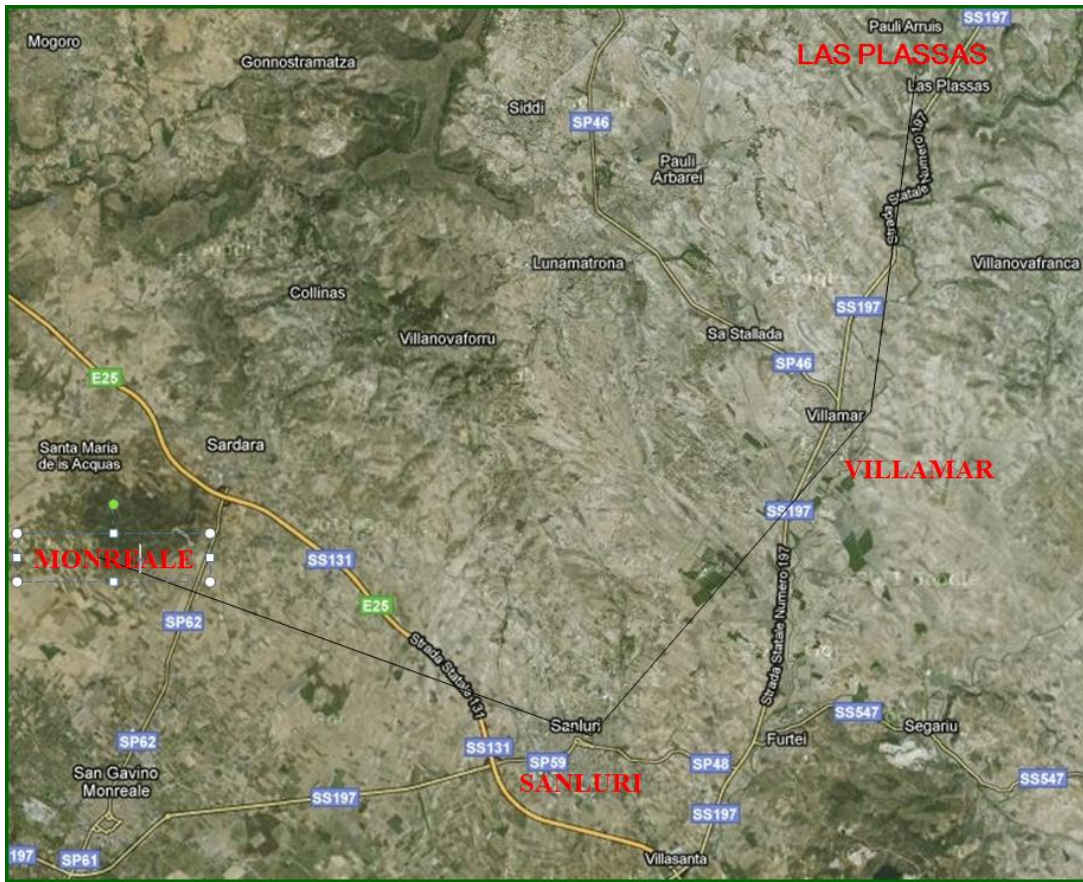 Pauli Arruis
SS197
Mogoro
LAS PLASSAS
Gonnostramatza
Las Plassas
Siddi
SP46
Strada Statale Numero 197
Pauli
Arbarei
Strada
Lunamatrona
Villanovafranca
Google
Collinas
SS197
Sa Stallada
Villanovaforru
SP46
E25
Villamar
Santa Maria
de is Acquas
Sardara
VILLAMAR
SS197
MONREALE
SS131
Strada Statale Numero 197
E25
SP62
Strada Statale 131
SS547
Sanluri
Segariu
SP62
SS131
Furtei
SP59
SP48
San Gavino
Monreale
SANLURI
SS547
SS197
SS197
197
SP61
Villasanta